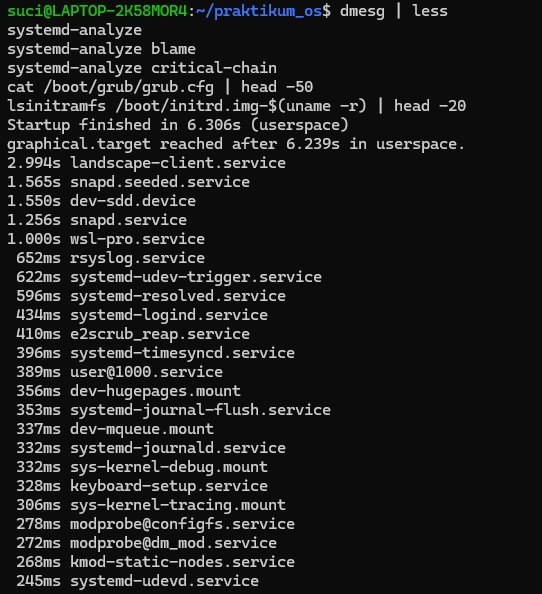 suci@LAPTOP-2K58MOR4:~/praktikum_os$ dmesg | less
systemd-analyze
systemd-analyze blame
systemd-analyze critical-chain
cat /boot/grub/grub.cfg | head -50
lsinitramfs /boot/initrd.img-$(uname -r) | head -20
Startup finished in 6.306s (userspace)
graphical.target reached after 6.239s in userspace.
2.994s landscape-client.service
1.565s snapd.seeded.service
1.550s dev-sdd.device
1.256s snapd.service
1.000s wsl-pro.service
 652ms rsyslog.service
 622ms systemd-udev-trigger.service
 596ms systemd-resolved.service
 434ms systemd-logind.service
 410ms e2scrub_reap.service
 396ms systemd-timesyncd.service
 389ms user@1000.service
 356ms dev-hugepages.mount
 353ms systemd-journal-flush.service
 337ms dev-mqueue.mount
 332ms systemd-journald.service
 332ms sys-kernel-debug.mount
 328ms keyboard-setup.service
 306ms sys-kernel-tracing.mount
 278ms modprobe@configfs.service
 272ms modprobe@dm_mod.service
 268ms kmod-static-nodes.service
 245ms systemd-udevd.service